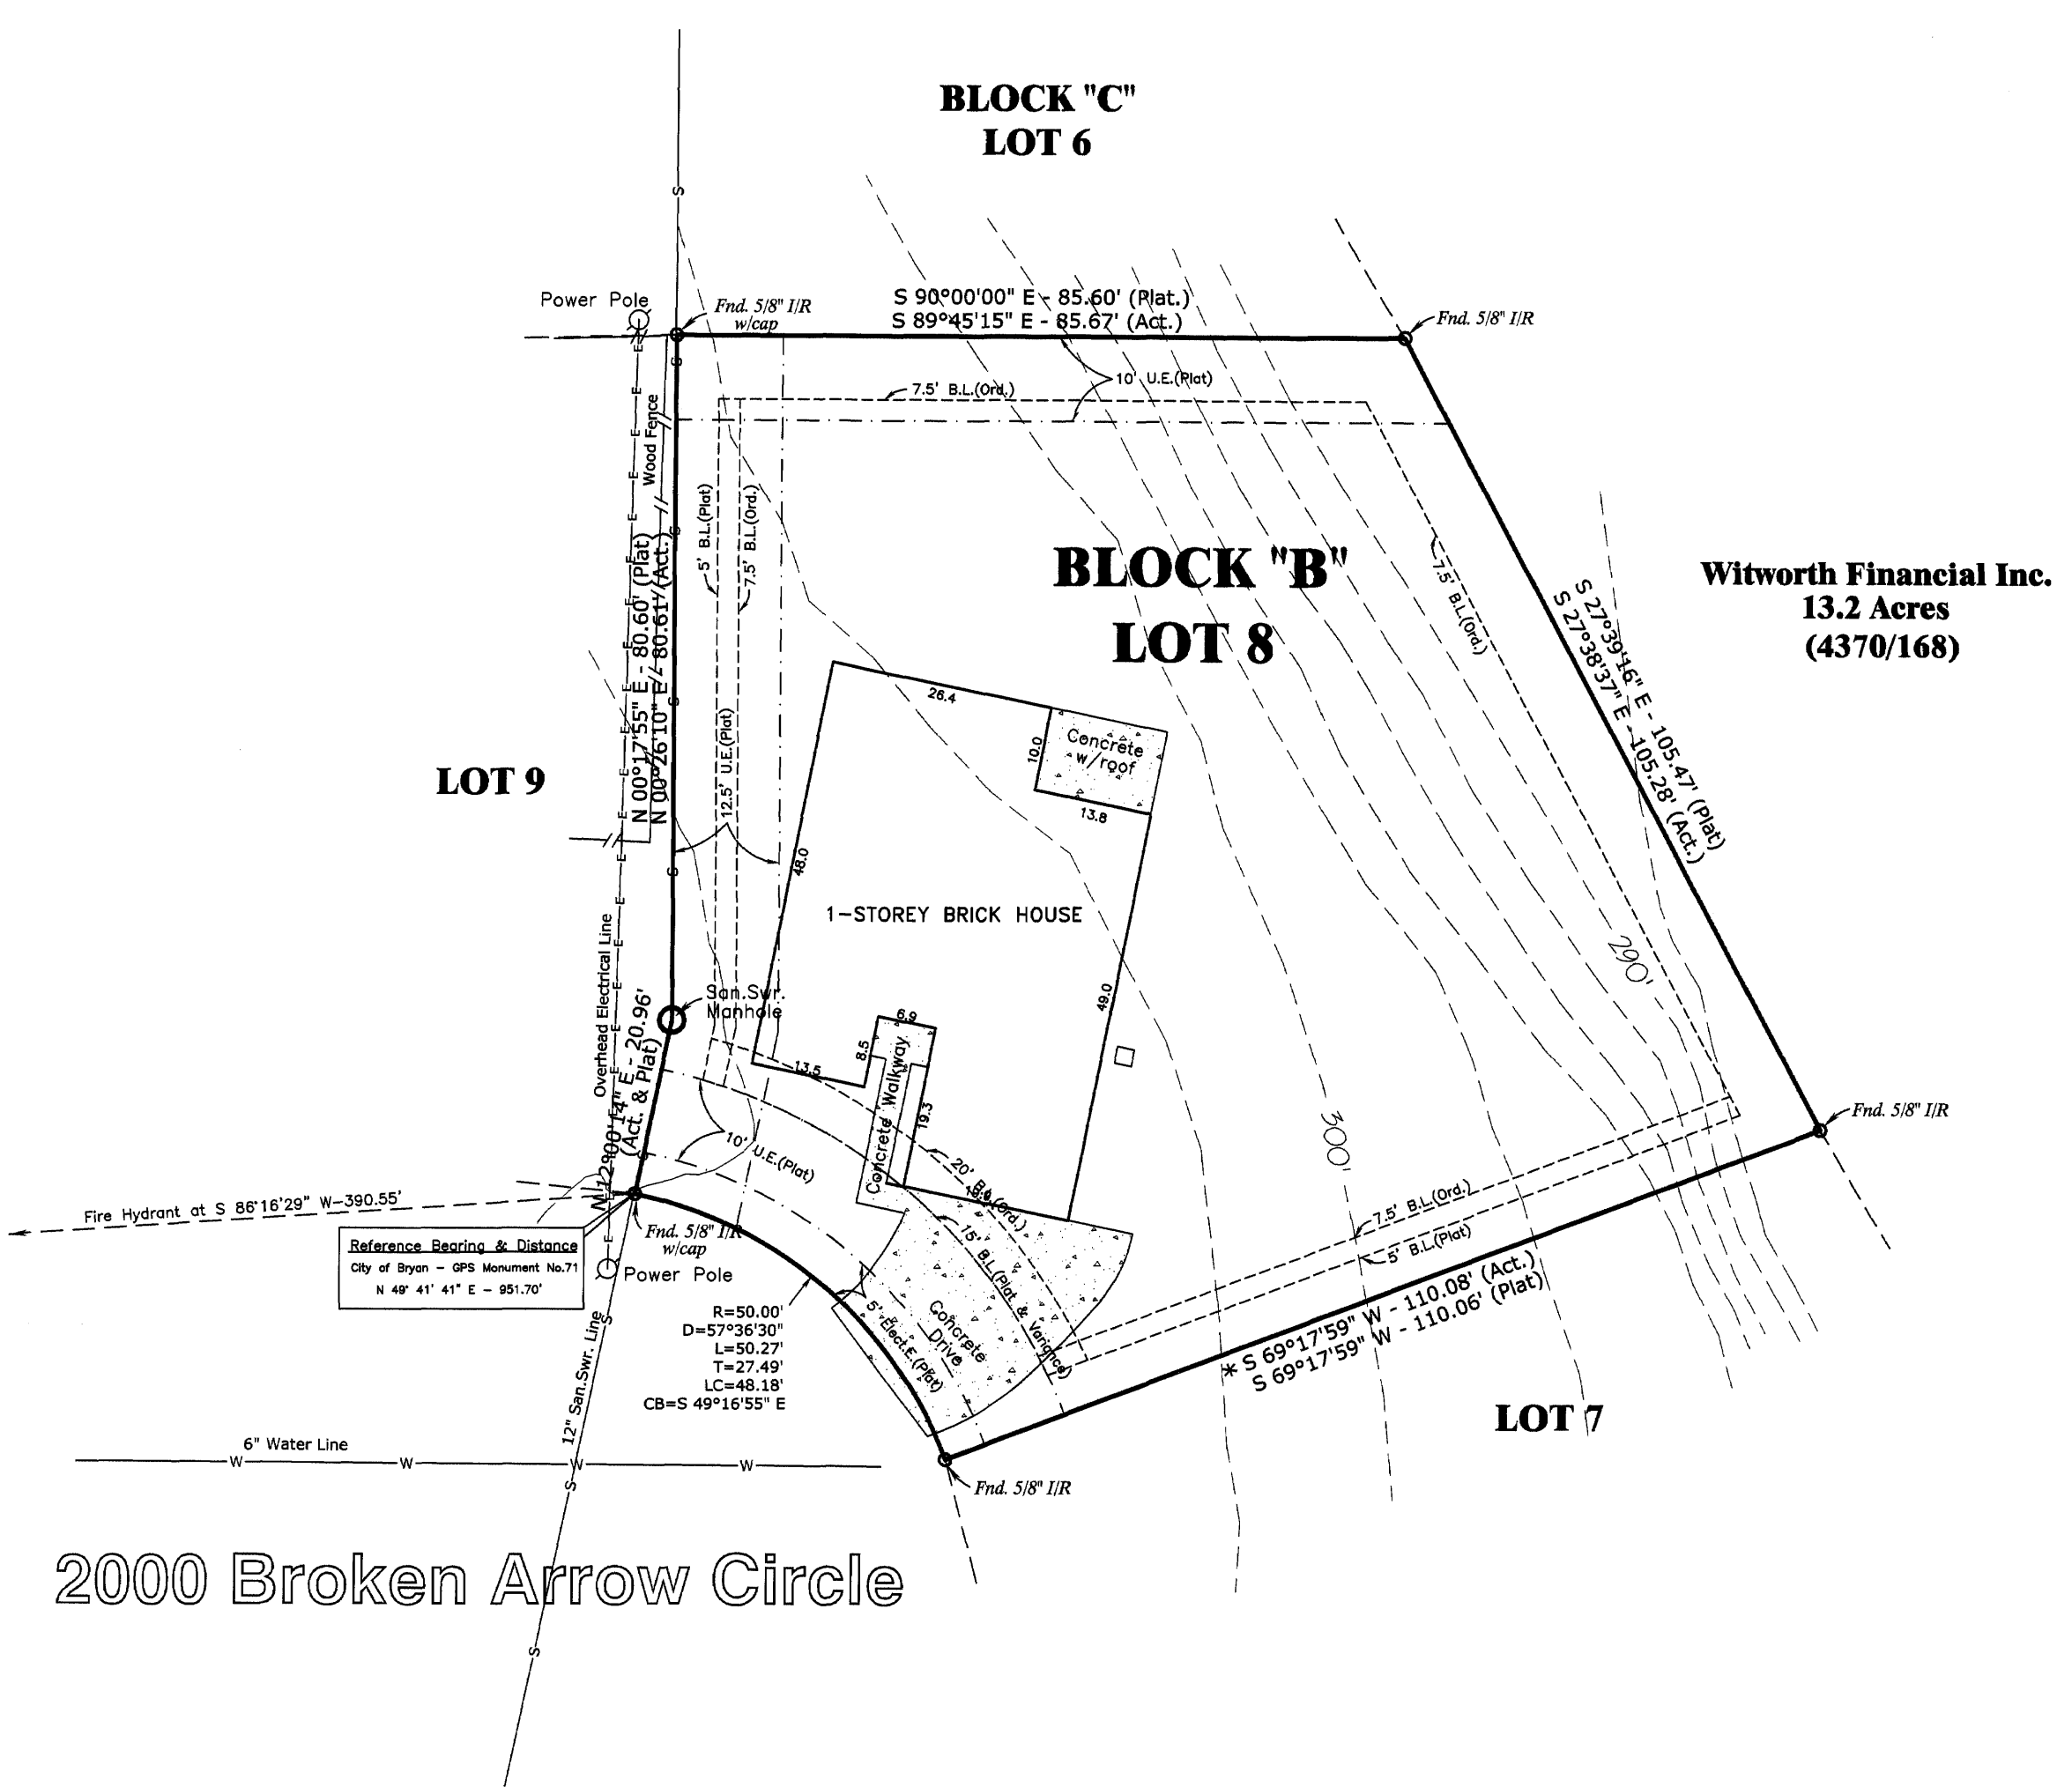 BLOCK "C"
LOT 6
Power Pole
Fnd. 5/8" I/R
w/cap
S 90°00'00" E - 85.60' (Plat.)
S 89°45'15" E - 85.67' (Act.)
Fnd. 5/8" I/R
7.5' B.L.(Ord.)
10' U.E.(Plat)
Wood Fence
5' B.L.(Plat)
7.5' B.L.(Ord.)
N 00°17'55" E - 80.60' (Plat)
N 00°26'10" E - 80.61' (Act.)
12.5' U.E.(Plat)
BLOCK "B"
LOT 8
7.5' B.L.(Ord.)
S 27°39'16" E - 105.47' (Plat)
S 27°38'37" E - 105.28' (Act.)
Witworth Financial Inc.
13.2 Acres
(4370/168)
LOT 9
26.4
10.0
Concrete
w/roof
13.8
48.0
1-STOREY BRICK HOUSE
49.0
290'
San.Swr.
Manhole
Overhead Electrical Line
N 12°00'14" E - 20.96'
(Act. & Plat)
6.9
8.5
13.5
Concrete Walkway
19.3
10' U.E.(Plat)
20' B.L.(Ord.)
15' B.L.(Plat & Variance)
300'
Fnd. 5/8" I/R
7.5' B.L.(Ord.)
5' B.L.(Plat)
* S 69°17'59" W - 110.08' (Act.)
S 69°17'59" W - 110.06' (Plat)
Fire Hydrant at S 86°16'29" W-390.55'
Reference Bearing & Distance
City of Bryan - GPS Monument No.71
N 49° 41' 41" E - 951.70'
Fnd. 5/8" I/R
w/cap
Power Pole
R=50.00'
D=57°36'30"
L=50.27'
T=27.49'
LC=48.18'
CB=S 49°16'55" E
5' Elect.E.(Plat)
Concrete
Drive
12" San.Swr. Line
6" Water Line
W W W W
Fnd. 5/8" I/R
LOT 7
2000 Broken Arrow Circle